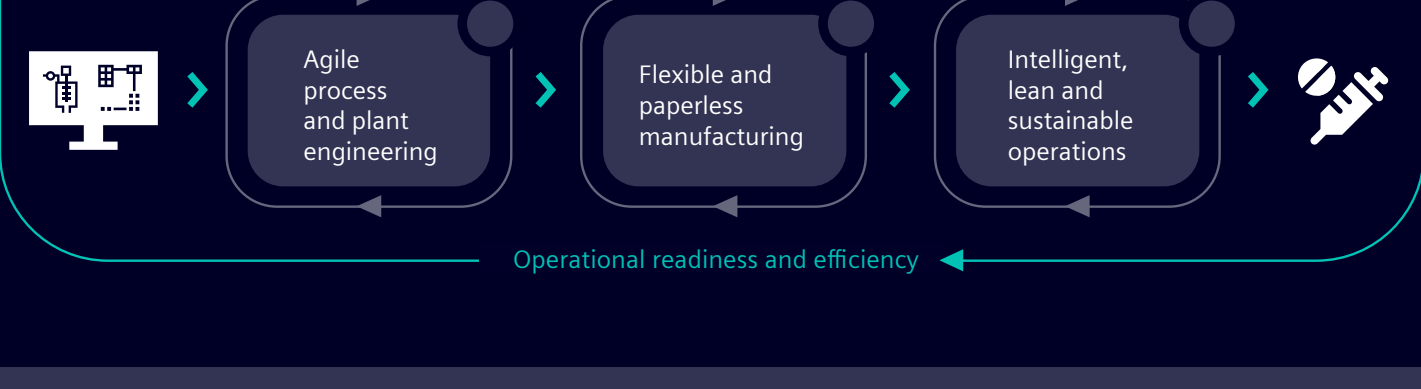 Agile
process
and plant
engineering
Flexible and
paperless
manufacturing
Intelligent,
lean and
sustainable
operations
Operational readiness and efficiency